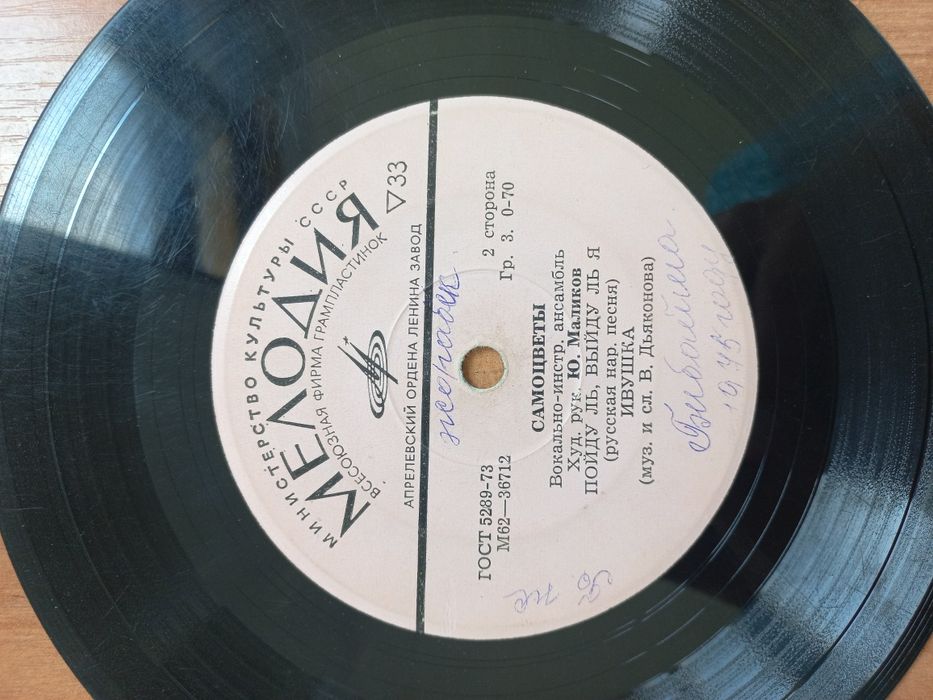 МИНИСТЕРСТВО КУЛЬТУРЫ СССР
МЕЛОДИЯ
ВСЕСОЮЗНАЯ ФИРМА ГРАМПЛАСТИНОК
▽33
АПРЕЛЕВСКИЙ ОРДЕНА ЛЕНИНА ЗАВОД
ГОСТ 5289-73
М62—36712
2 сторона
Гр. 3. 0-70
САМОЦВЕТЫ
Вокально-инстр. ансамбль
Худ. рук. Ю. Маликов
ПОЙДУ ЛЬ, ВЫЙДУ ЛЬ Я
(русская нар. песня)
ИВУШКА
(муз. и сл. В. Дьяконова)
1975 года